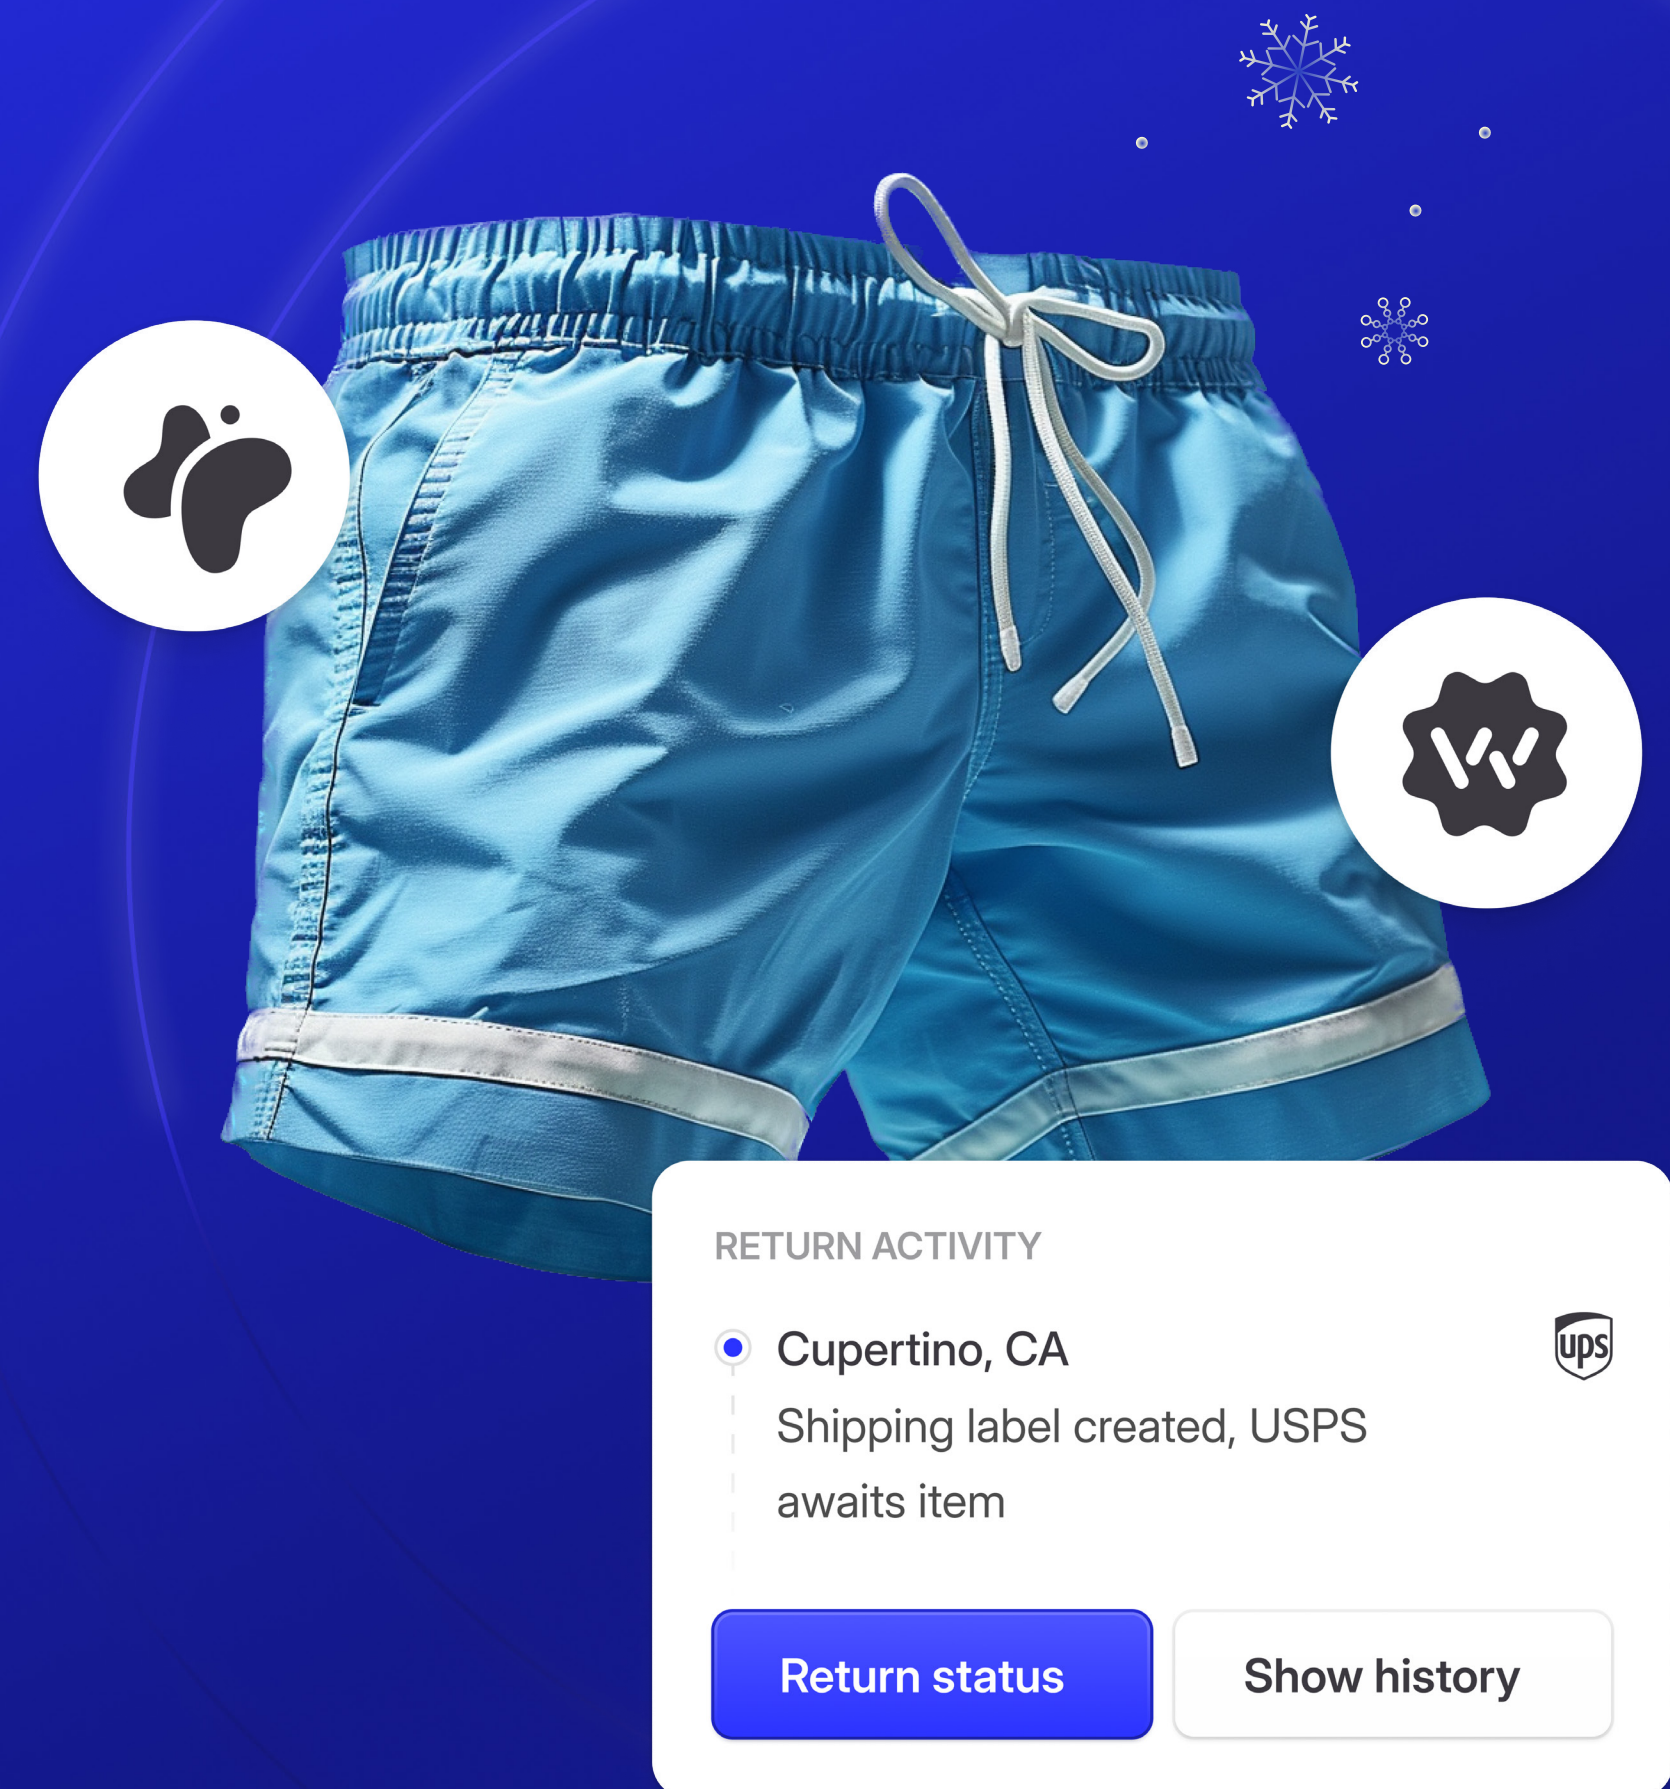 W
RETURN ACTIVITY
Cupertino, CA
ups
Shipping label created, USPS
awaits item
Return status
Show history